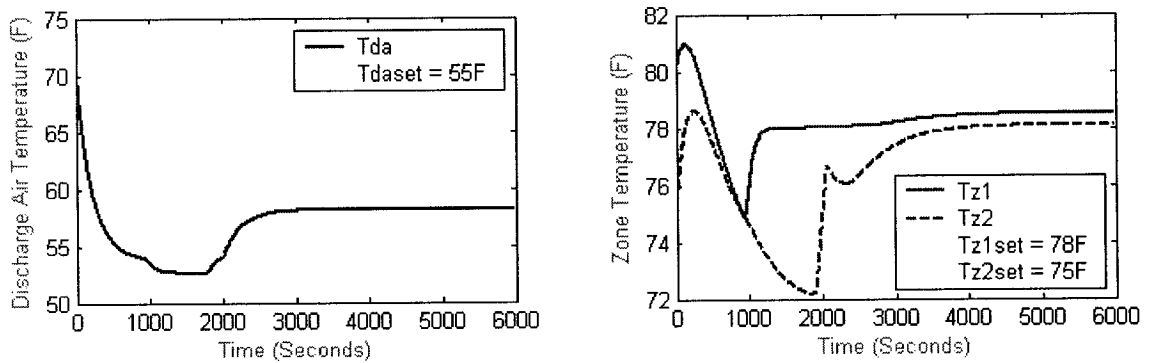 75
70
65
60
55
50
Discharge Air Temperature (F)
Tda
Tdaset = 55F
0 1000 2000 3000 4000 5000 6000
Time (Seconds)
82
80
78
76
74
72
Zone Temperature (F)
Tz1
Tz2
Tz1set = 78F
Tz2set = 75F
0 1000 2000 3000 4000 5000 6000
Time (Seconds)